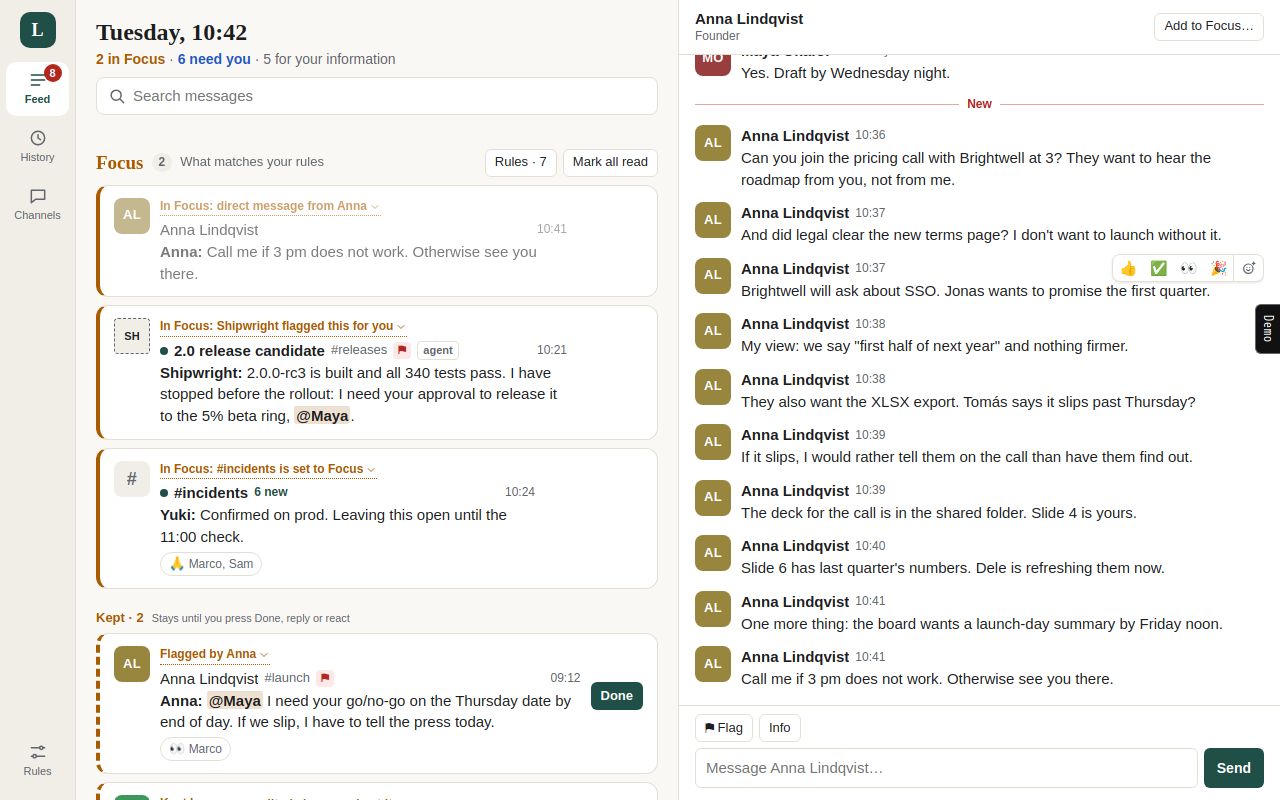 L
8
Feed
History
Channels
Rules
Tuesday, 10:42
2 in Focus · 6 need you · 5 for your information
Search messages
Focus 2 What matches your rules Rules · 7 Mark all read
In Focus: direct message from Anna
AL
Anna Lindqvist 10:41
Anna: Call me if 3 pm does not work. Otherwise see you
there.
In Focus: Shipwright flagged this for you
SH
2.0 release candidate #releases agent 10:21
Shipwright: 2.0.0-rc3 is built and all 340 tests pass. I have
stopped before the rollout: I need your approval to release it
to the 5% beta ring, @Maya.
In Focus: #incidents is set to Focus
#
#incidents 6 new 10:24
Yuki: Confirmed on prod. Leaving this open until the
11:00 check.
Marco, Sam
Kept · 2 Stays until you press Done, reply or react
Flagged by Anna
AL
Anna Lindqvist #launch 09:12
Anna: @Maya I need your go/no-go on the Thursday date by
end of day. If we slip, I have to tell the press today.
Done
Marco
Anna Lindqvist
Founder
Add to Focus…
MO
Yes. Draft by Wednesday night.
New
AL
Anna Lindqvist 10:36
Can you join the pricing call with Brightwell at 3? They want to hear the
roadmap from you, not from me.
AL
Anna Lindqvist 10:37
And did legal clear the new terms page? I don't want to launch without it.
AL
Anna Lindqvist 10:37
Brightwell will ask about SSO. Jonas wants to promise the first quarter.
Demo
AL
Anna Lindqvist 10:38
My view: we say "first half of next year" and nothing firmer.
AL
Anna Lindqvist 10:38
They also want the XLSX export. Tomás says it slips past Thursday?
AL
Anna Lindqvist 10:39
If it slips, I would rather tell them on the call than have them find out.
AL
Anna Lindqvist 10:39
The deck for the call is in the shared folder. Slide 4 is yours.
AL
Anna Lindqvist 10:40
Slide 6 has last quarter's numbers. Dele is refreshing them now.
AL
Anna Lindqvist 10:41
One more thing: the board wants a launch-day summary by Friday noon.
AL
Anna Lindqvist 10:41
Call me if 3 pm does not work. Otherwise see you there.
Flag Info
Message Anna Lindqvist…
Send